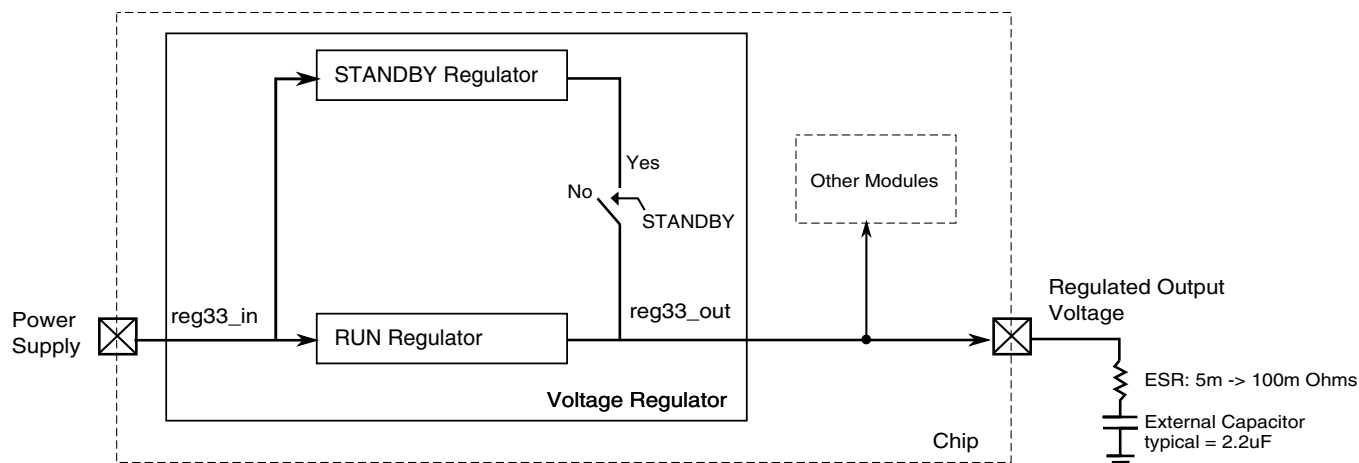 STANDBY Regulator
Yes
No
STANDBY
Other Modules
Power
Supply
reg33_in
RUN Regulator
reg33_out
Regulated Output
Voltage
ESR: 5m -> 100m Ohms
Voltage Regulator
External Capacitor
typical = 2.2uF
Chip